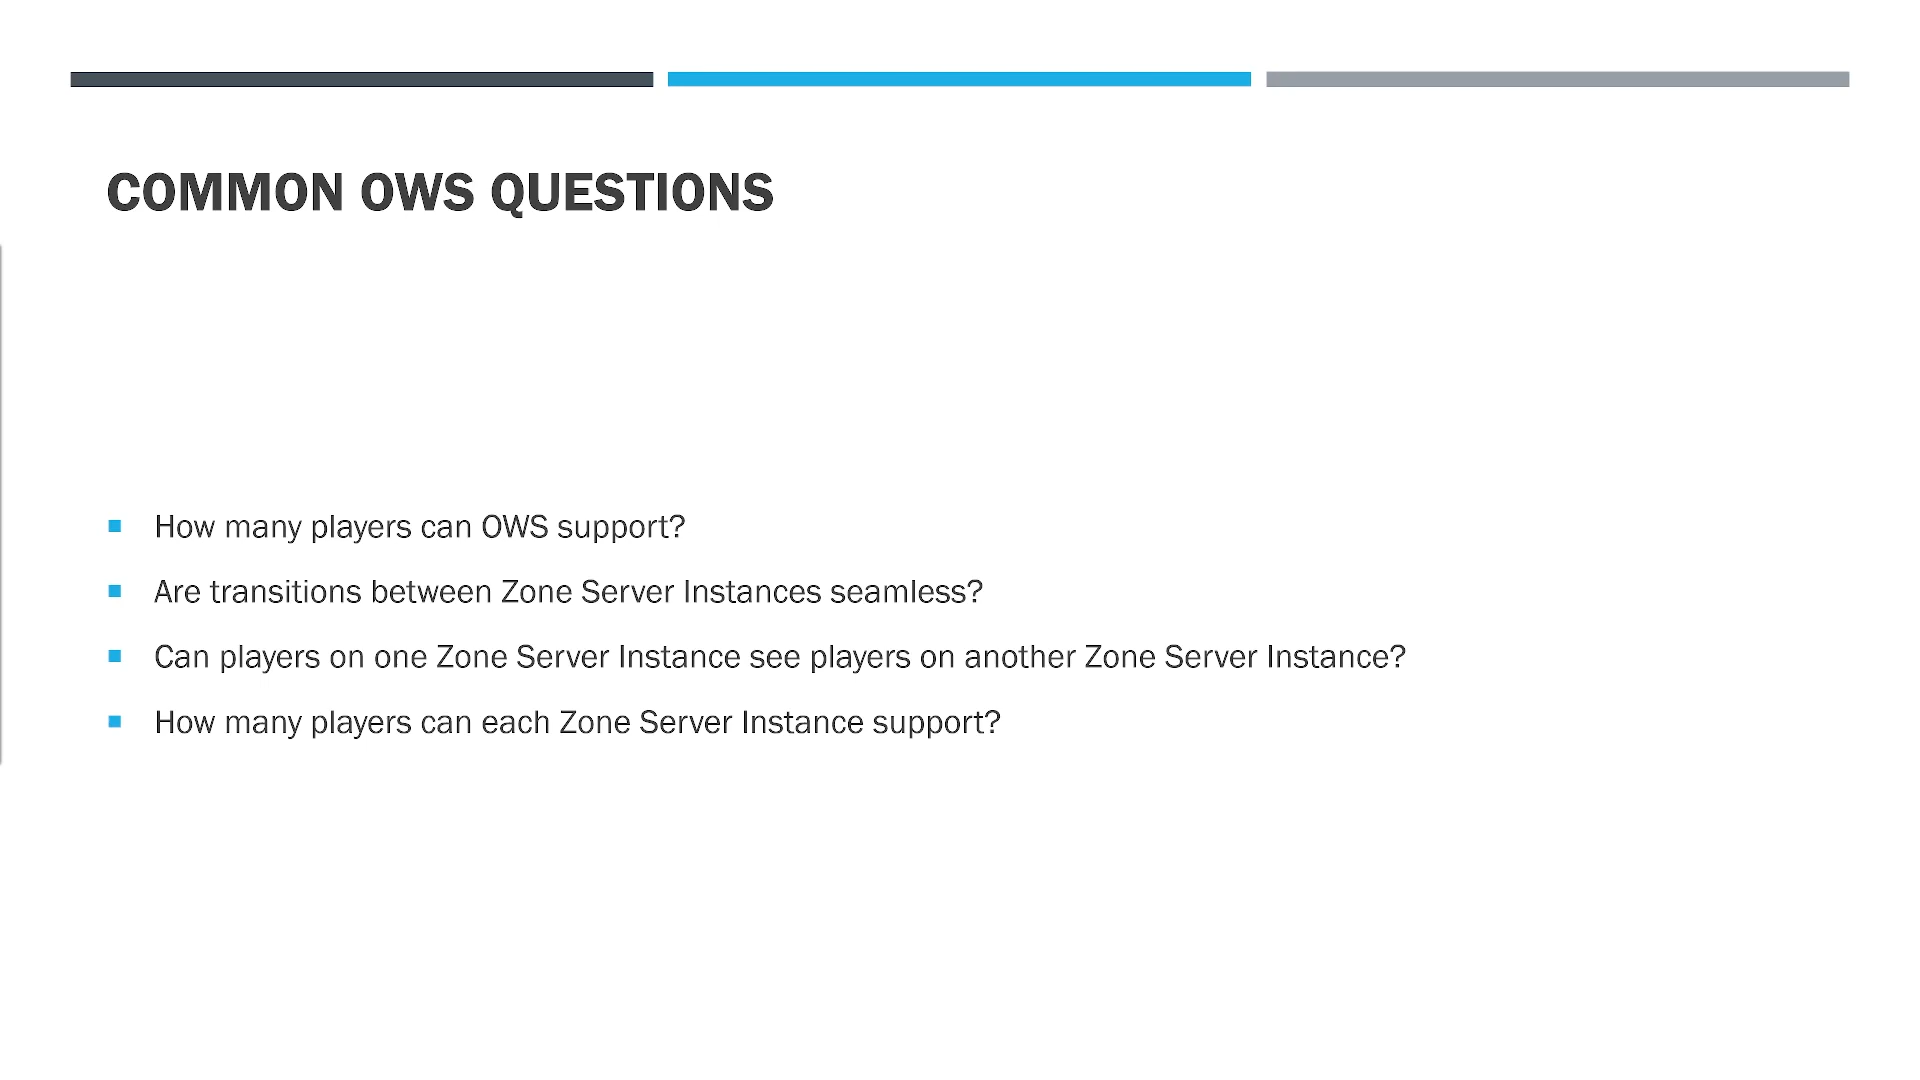 COMMON OWS QUESTIONS
How many players can OWS support?
Are transitions between Zone Server Instances seamless?
Can players on one Zone Server Instance see players on another Zone Server Instance?
How many players can each Zone Server Instance support?